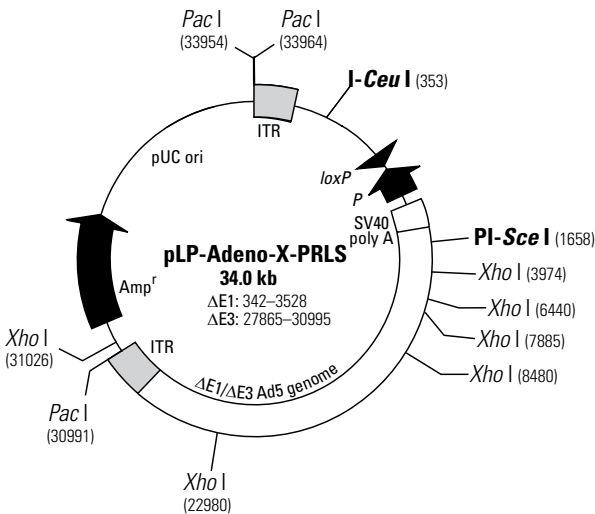 Pac I
(33954)
Pac I
(33964)
I-Ceu I (353)
ITR
pUC ori
loxP
P
SV40
poly A
PI-Sce I (1658)
pLP-Adeno-X-PRLS
34.0 kb
ΔE1: 342–3528
ΔE3: 27865–30995
Xho I (3974)
Ampʳ
Xho I (6440)
Xho I (7885)
Xho I
(31026)
ITR
Xho I (8480)
ΔE1/ΔE3 Ad5 genome
Pac I
(30991)
Xho I
(22980)